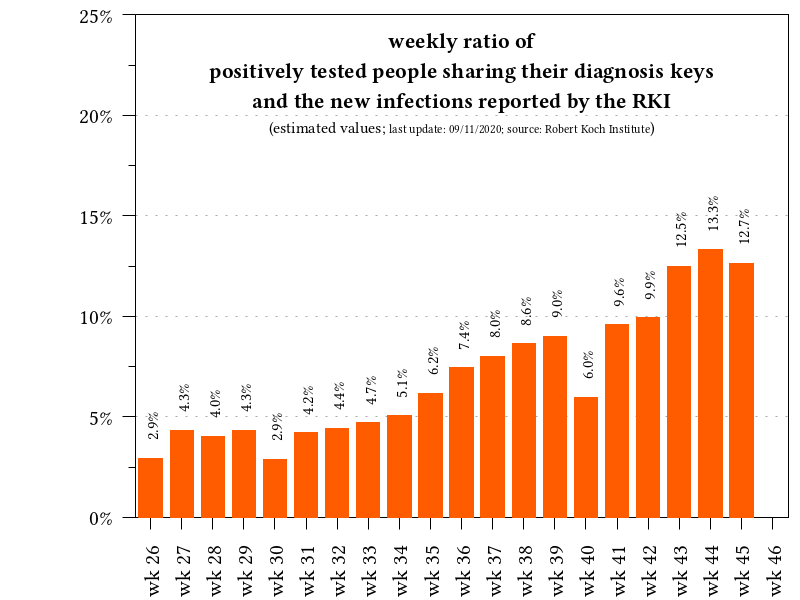 weekly ratio of
positively tested people sharing their diagnosis keys
and the new infections reported by the RKI
(estimated values; last update: 09/11/2020; source: Robert Koch Institute)
25%
20%
15%
10%
5%
0%
2.9%
4.3%
4.0%
4.3%
2.9%
4.2%
4.4%
4.7%
5.1%
6.2%
7.4%
8.0%
8.6%
9.0%
6.0%
9.6%
9.9%
12.5%
13.3%
12.7%
wk 26
wk 27
wk 28
wk 29
wk 30
wk 31
wk 32
wk 33
wk 34
wk 35
wk 36
wk 37
wk 38
wk 39
wk 40
wk 41
wk 42
wk 43
wk 44
wk 45
wk 46